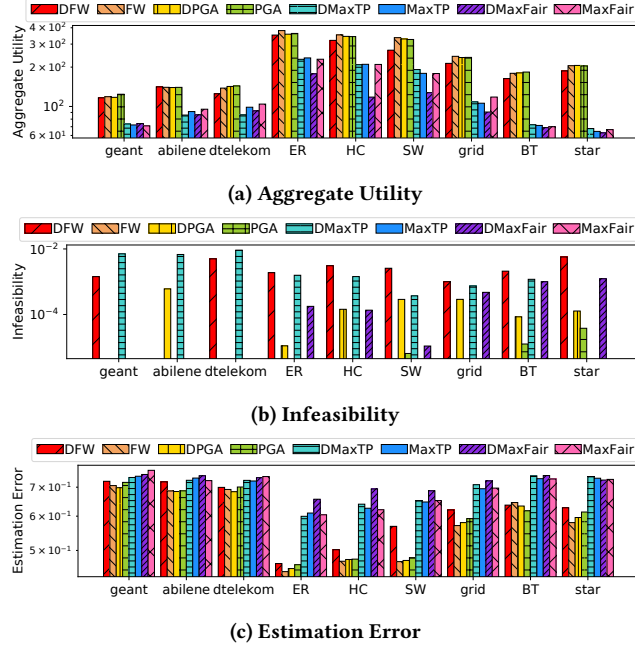 DFW FW DPGA PGA DMaxTP MaxTP DMaxFair MaxFair
Aggregate Utility
4 × 10²
2 × 10²
10²
6 × 10¹
geant abilene dtelekom ER HC SW grid BT star
(a) Aggregate Utility
DFW FW DPGA PGA DMaxTP MaxTP DMaxFair MaxFair
Infeasibility
10⁻²
10⁻⁴
geant abilene dtelekom ER HC SW grid BT star
(b) Infeasibility
DFW FW DPGA PGA DMaxTP MaxTP DMaxFair MaxFair
Estimation Error
7 × 10⁻¹
6 × 10⁻¹
5 × 10⁻¹
geant abilene dtelekom ER HC SW grid BT star
(c) Estimation Error